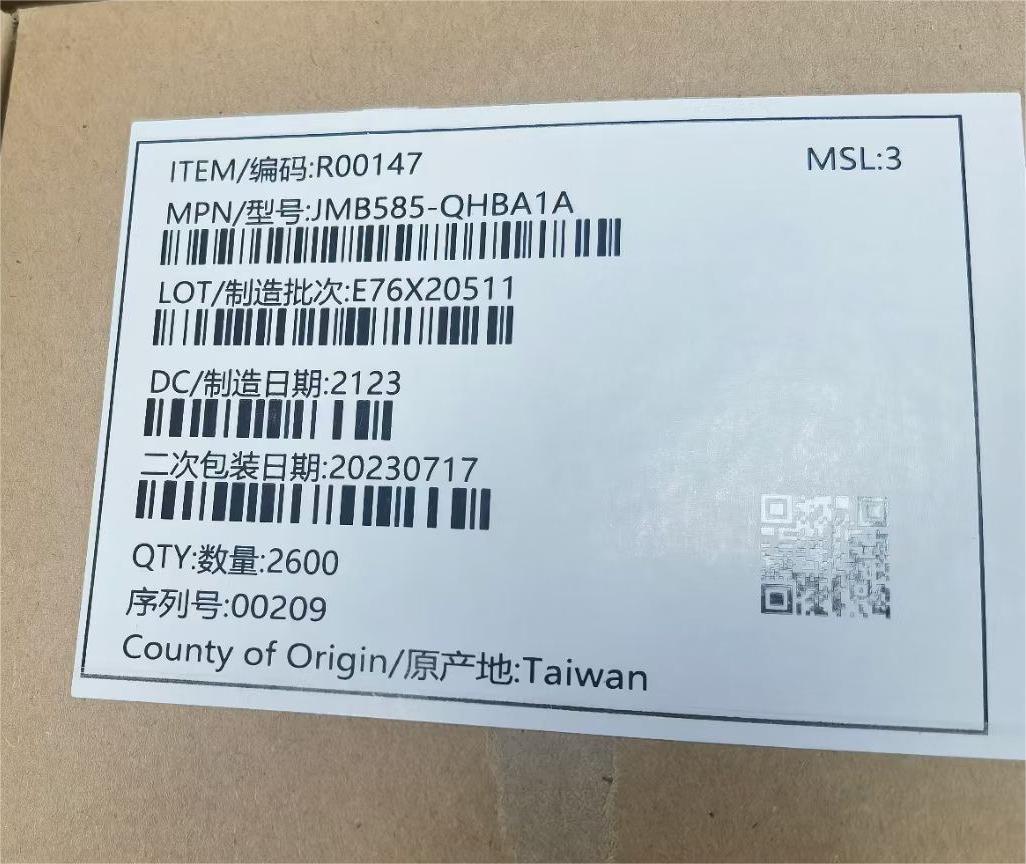 ITEM/编码:R00147
MSL:3
MPN/型号:JMB585-QHBA1A
LOT/制造批次:E76X20511
DC/制造日期:2123
二次包装日期:20230717
QTY:数量:2600
序列号:00209
County of Origin/原产地:Taiwan